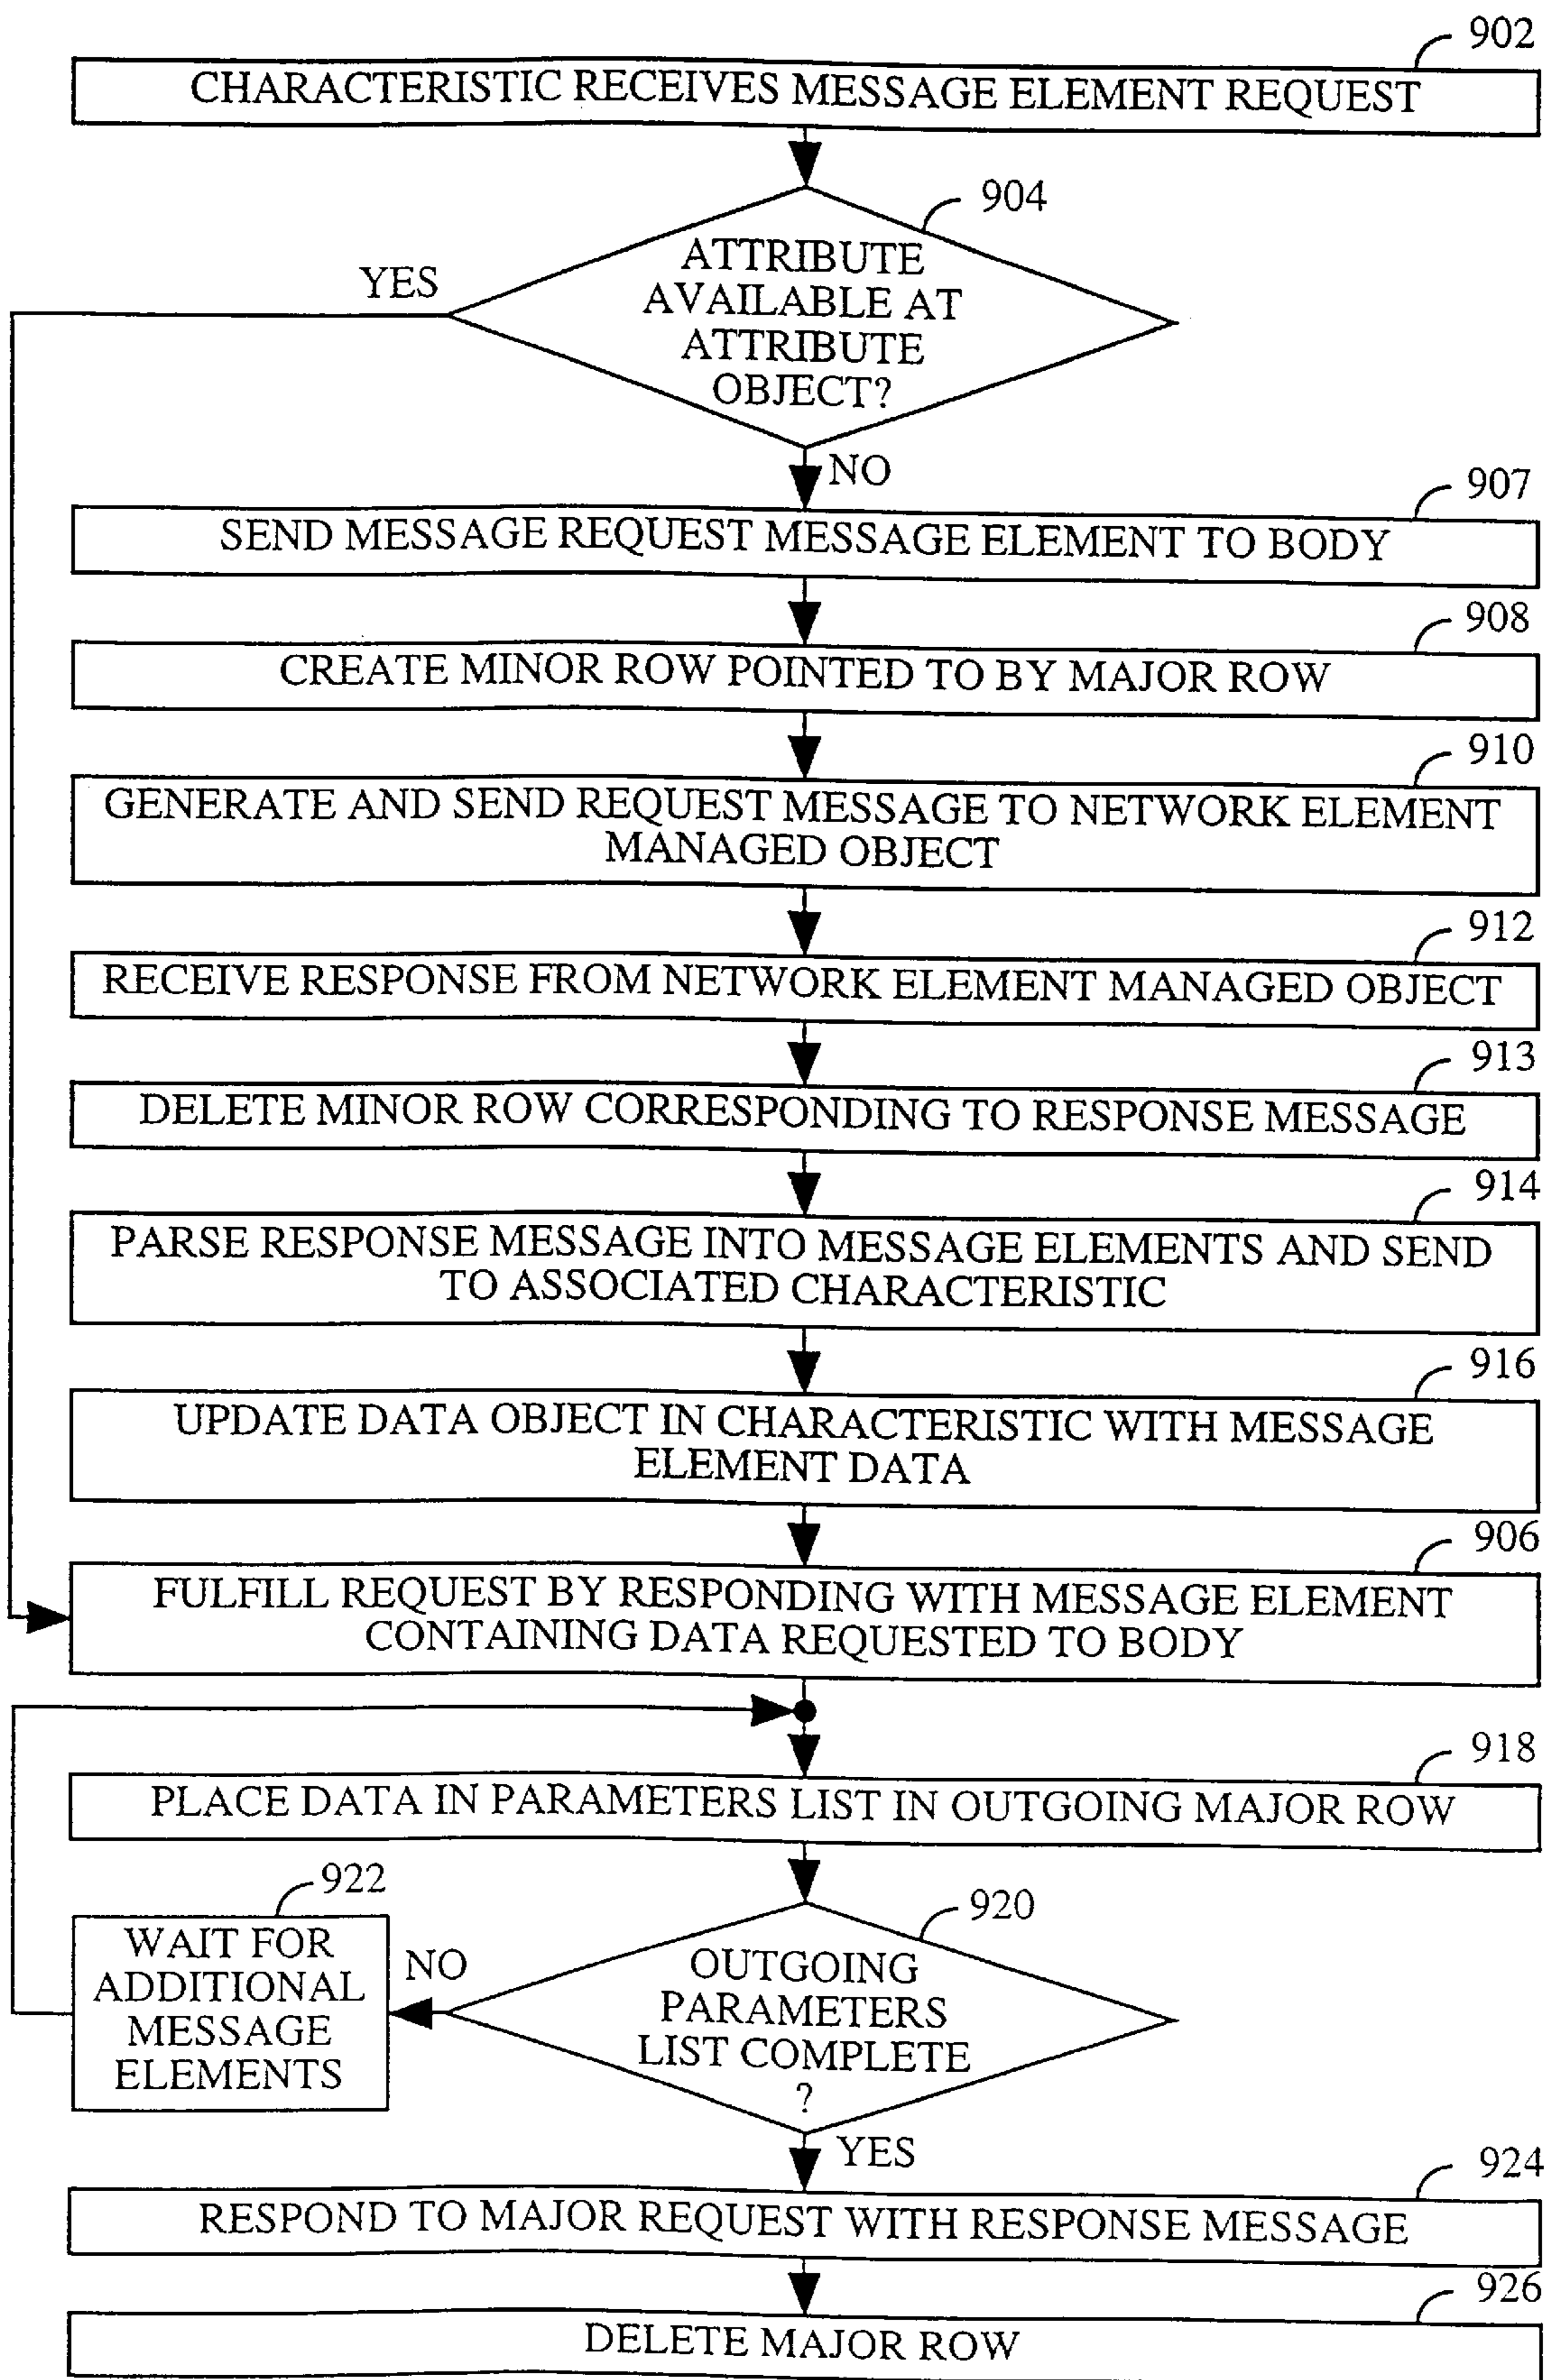 902
CHARACTERISTIC RECEIVES MESSAGE ELEMENT REQUEST
904
ATTRIBUTE
AVAILABLE AT
ATTRIBUTE
OBJECT?
YES
NO
907
SEND MESSAGE REQUEST MESSAGE ELEMENT TO BODY
908
CREATE MINOR ROW POINTED TO BY MAJOR ROW
910
GENERATE AND SEND REQUEST MESSAGE TO NETWORK ELEMENT
MANAGED OBJECT
912
RECEIVE RESPONSE FROM NETWORK ELEMENT MANAGED OBJECT
913
DELETE MINOR ROW CORRESPONDING TO RESPONSE MESSAGE
914
PARSE RESPONSE MESSAGE INTO MESSAGE ELEMENTS AND SEND
TO ASSOCIATED CHARACTERISTIC
916
UPDATE DATA OBJECT IN CHARACTERISTIC WITH MESSAGE
ELEMENT DATA
906
FULFILL REQUEST BY RESPONDING WITH MESSAGE ELEMENT
CONTAINING DATA REQUESTED TO BODY
918
PLACE DATA IN PARAMETERS LIST IN OUTGOING MAJOR ROW
922
WAIT FOR
ADDITIONAL
MESSAGE
ELEMENTS
NO
920
OUTGOING
PARAMETERS
LIST COMPLETE
?
YES
924
RESPOND TO MAJOR REQUEST WITH RESPONSE MESSAGE
926
DELETE MAJOR ROW